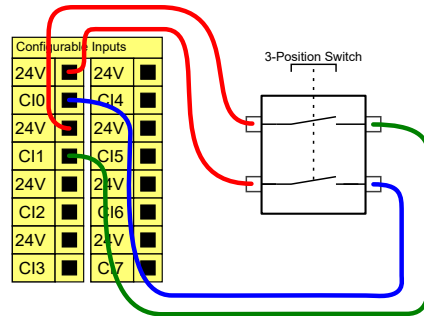 Configurable Inputs
3-Position Switch
24V 24V
CI0 CI4
24V 24V
CI1 CI5
24V 24V
CI2 CI6
24V 24V
CI3 CI7